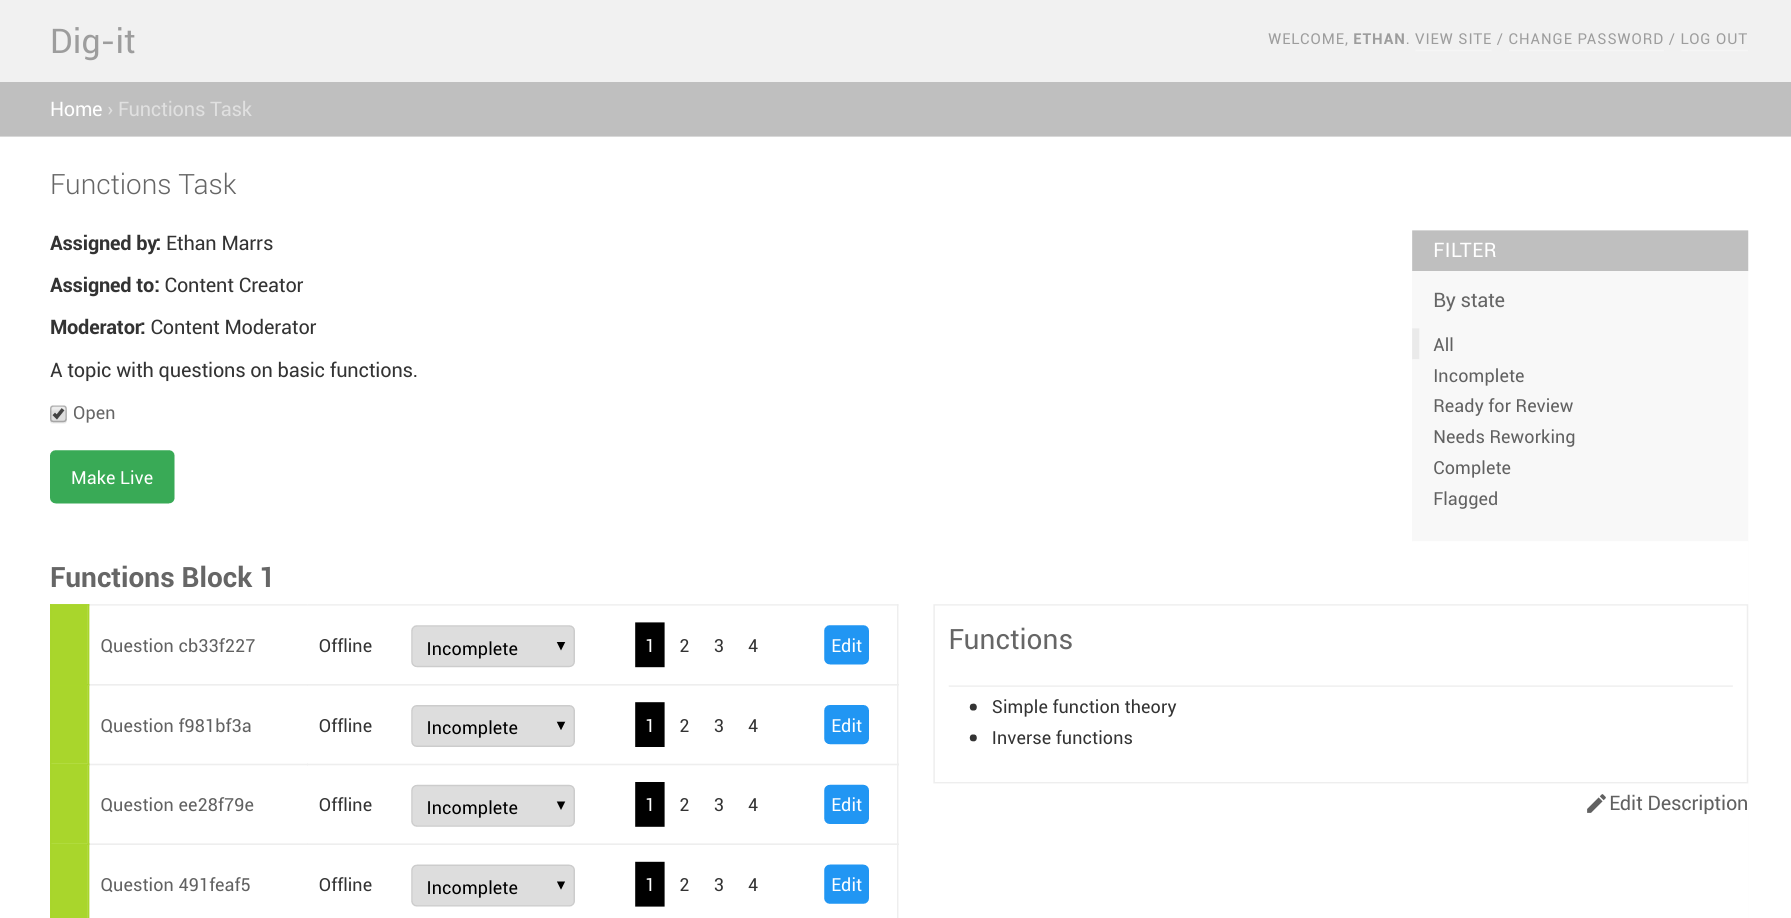 Dig-it
WELCOME, ETHAN. VIEW SITE / CHANGE PASSWORD / LOG OUT
Home › Functions Task
Functions Task
Assigned by: Ethan Marrs
Assigned to: Content Creator
Moderator: Content Moderator
A topic with questions on basic functions.
Open
Make Live
FILTER
By state
All
Incomplete
Ready for Review
Needs Reworking
Complete
Flagged
Functions Block 1
Question cb33f227 Offline Incomplete 1 2 3 4 Edit
Question f981bf3a Offline Incomplete 1 2 3 4 Edit
Question ee28f79e Offline Incomplete 1 2 3 4 Edit
Question 491feaf5 Offline Incomplete 1 2 3 4 Edit
Functions
Simple function theory
Inverse functions
Edit Description